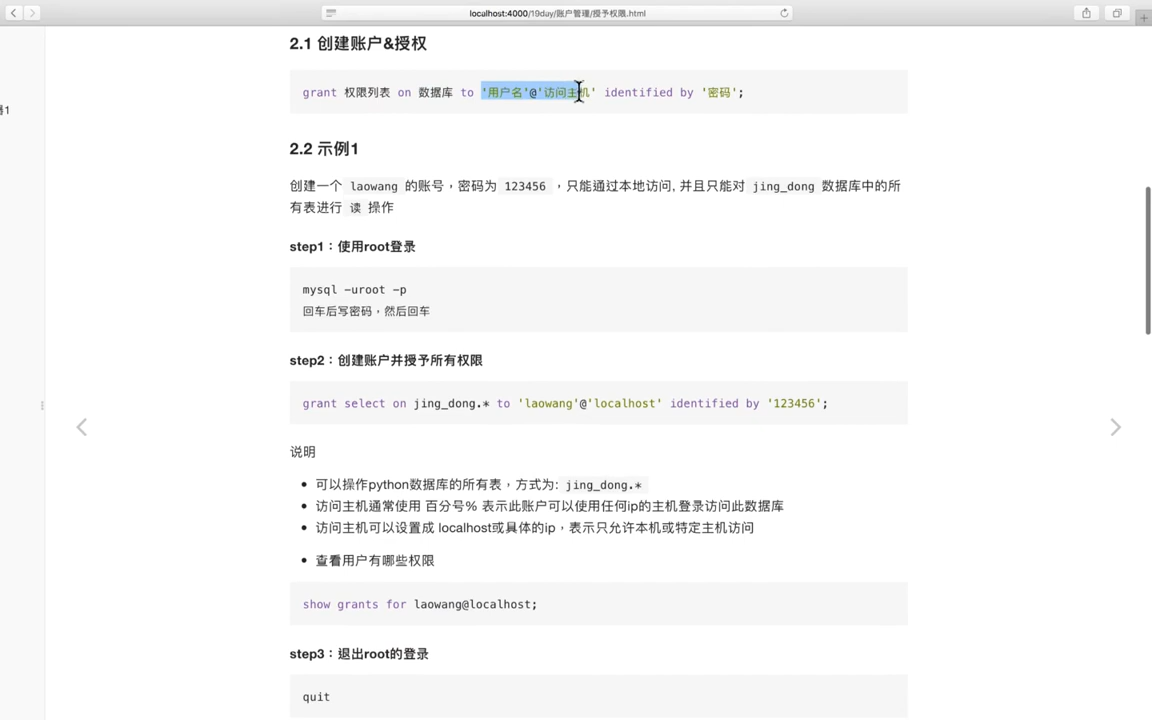 localhost:4000/19day/账户管理/授予权限.html
2.1 创建账户&授权
grant 权限列表 on 数据库 to '用户名'@'访问主机' identified by '密码';
2.2 示例1
创建一个 laowang 的账号，密码为 123456 ，只能通过本地访问, 并且只能对 jing_dong 数据库中的所
有表进行 读 操作
step1：使用root登录
mysql -uroot -p
回车后写密码，然后回车
step2：创建账户并授予所有权限
grant select on jing_dong.* to 'laowang'@'localhost' identified by '123456';
说明
可以操作python数据库的所有表，方式为: jing_dong.*
访问主机通常使用 百分号% 表示此账户可以使用任何ip的主机登录访问此数据库
访问主机可以设置成 localhost或具体的ip，表示只允许本机或特定主机访问
查看用户有哪些权限
show grants for laowang@localhost;
step3：退出root的登录
quit